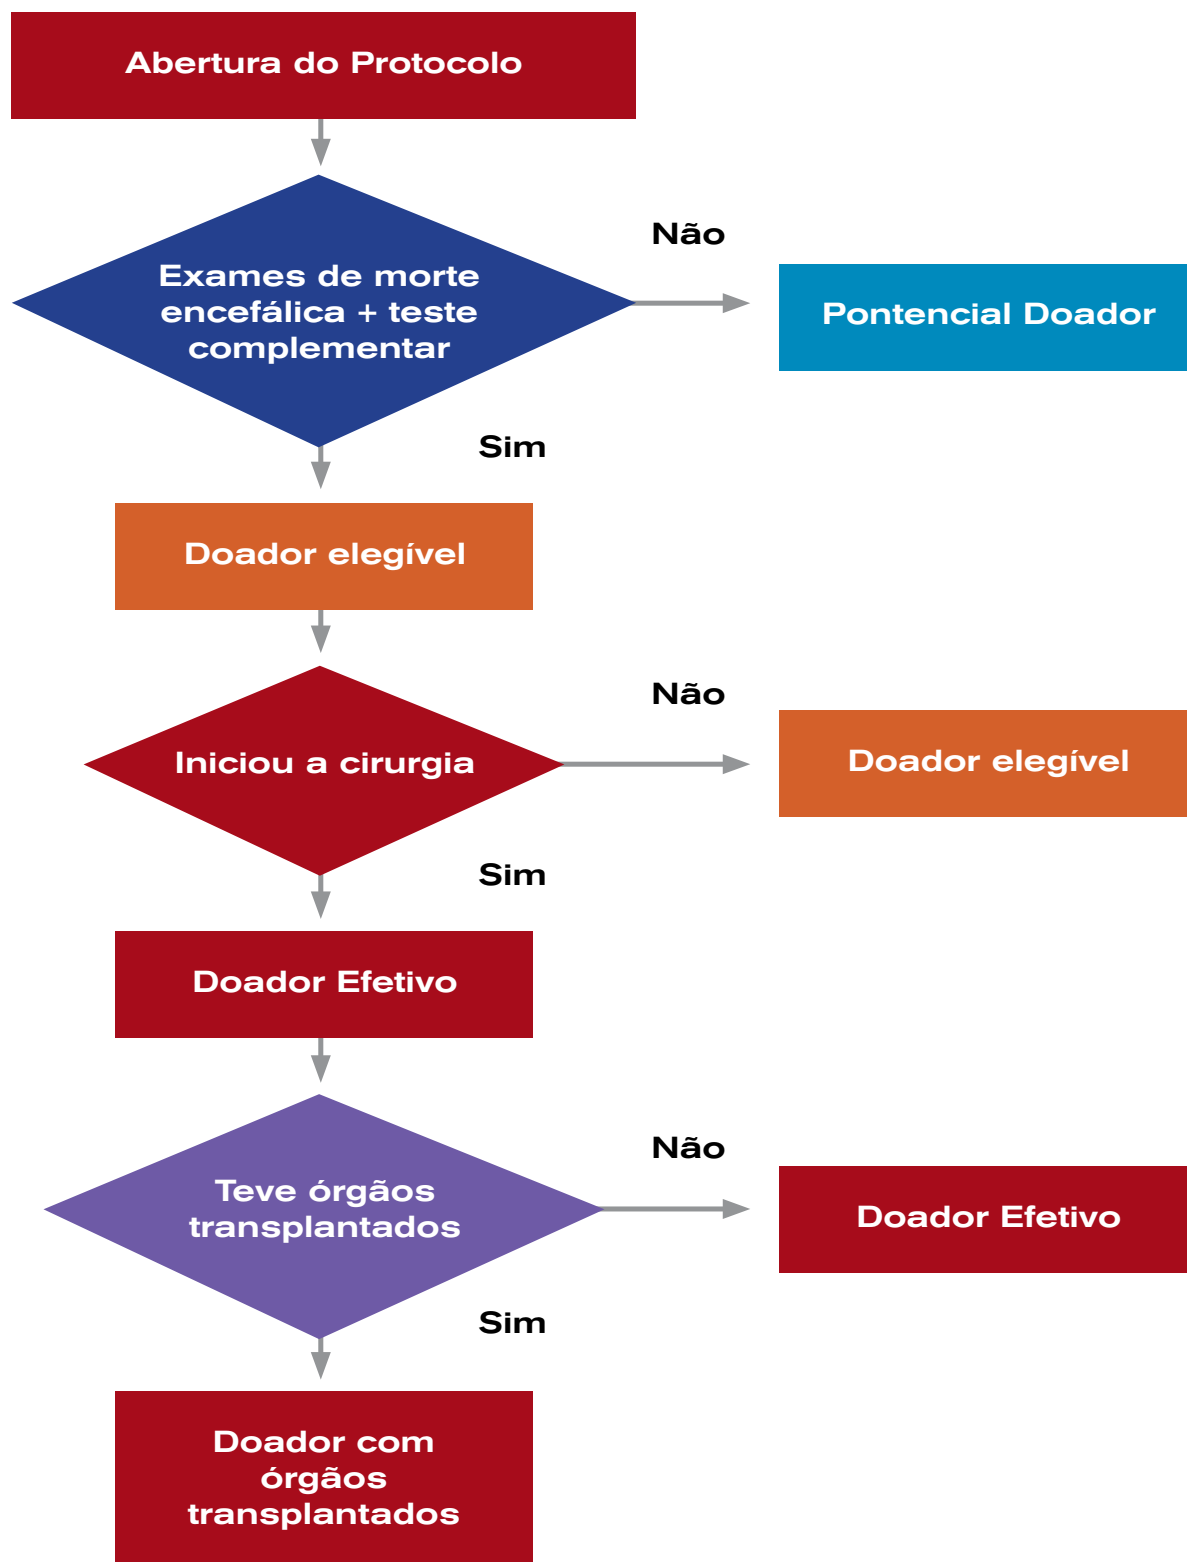 Abertura do Protocolo
Não
Exames de morte
encefálica + teste
complementar
Pontencial Doador
Sim
Doador elegível
Não
Iniciou a cirurgia
Doador elegível
Sim
Doador Efetivo
Não
Teve órgãos
transplantados
Doador Efetivo
Sim
Doador com
órgãos
transplantados